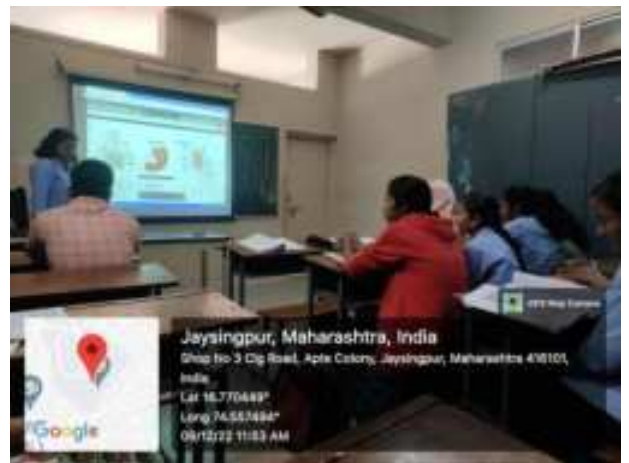 GPS Map Camera
Jaysingpur, Maharashtra, India
Shop No 3 Clg Road, Apte Colony, Jaysingpur, Maharashtra 416101,
India
Lat 16.770449°
Long 74.557494°
09/12/22 11:53 AM
Google